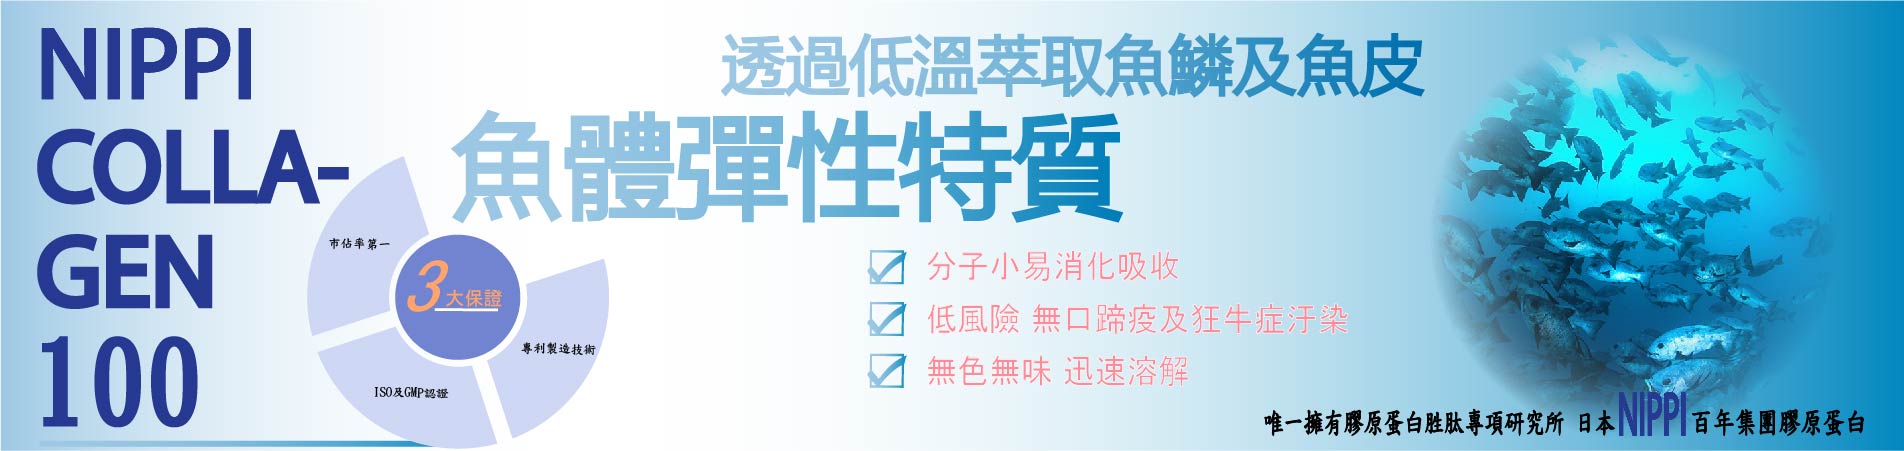 NIPPI
COLLA-
GEN
100
透過低溫萃取魚鱗及魚皮
魚體彈性特質
市佔率第一
3大保證
專利製造技術
ISO及GMP認證
分子小易消化吸收
低風險 無口蹄疫及狂牛症汙染
無色無味 迅速溶解
唯一擁有膠原蛋白胜肽專項研究所 日本NIPPI百年集團膠原蛋白